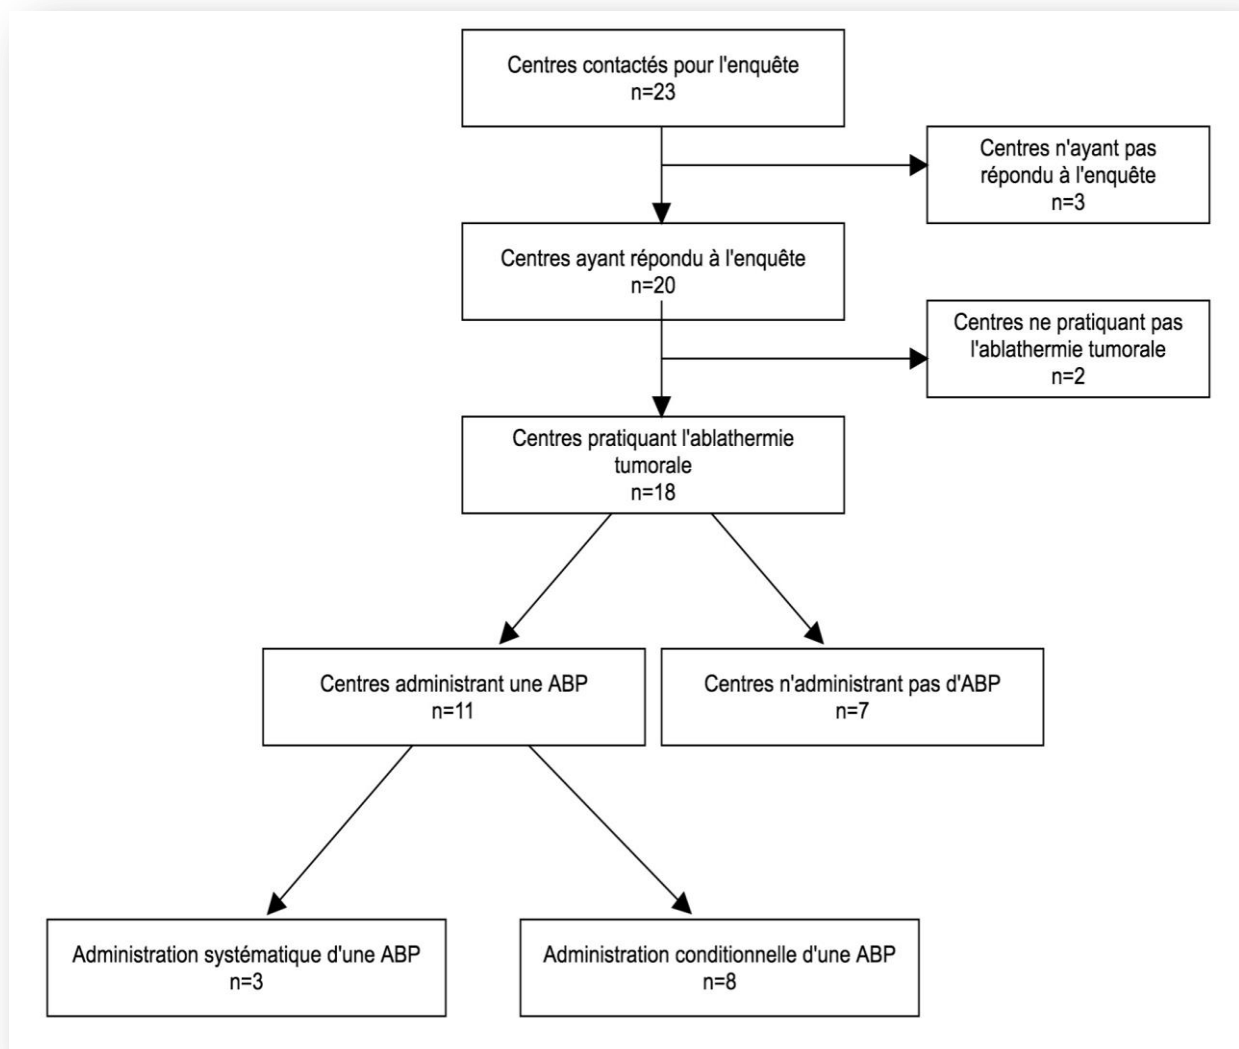 Centres contactés pour l'enquête
n=23
Centres n'ayant pas
répondu à l'enquête
n=3
Centres ayant répondu à l'enquête
n=20
Centres ne pratiquant pas
l'ablathermie tumorale
n=2
Centres pratiquant l'ablathermie
tumorale
n=18
Centres administrant une ABP
n=11
Centres n'administrant pas d'ABP
n=7
Administration systématique d'une ABP
n=3
Administration conditionnelle d'une ABP
n=8